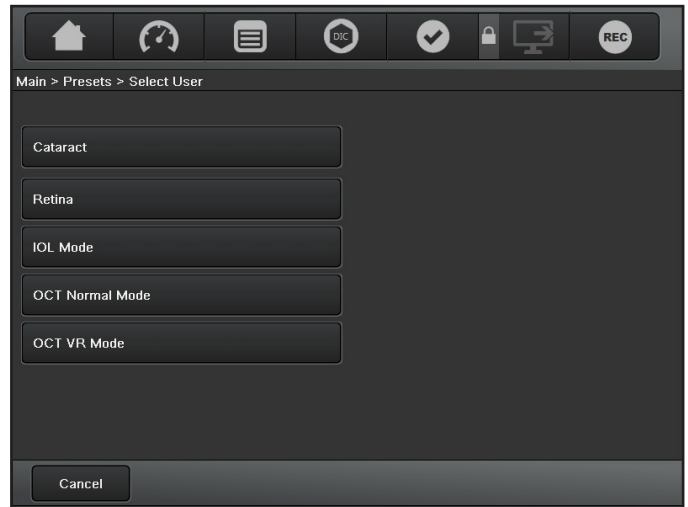 DIC
REC
Main > Presets > Select User
Cataract
Retina
IOL Mode
OCT Normal Mode
OCT VR Mode
Cancel